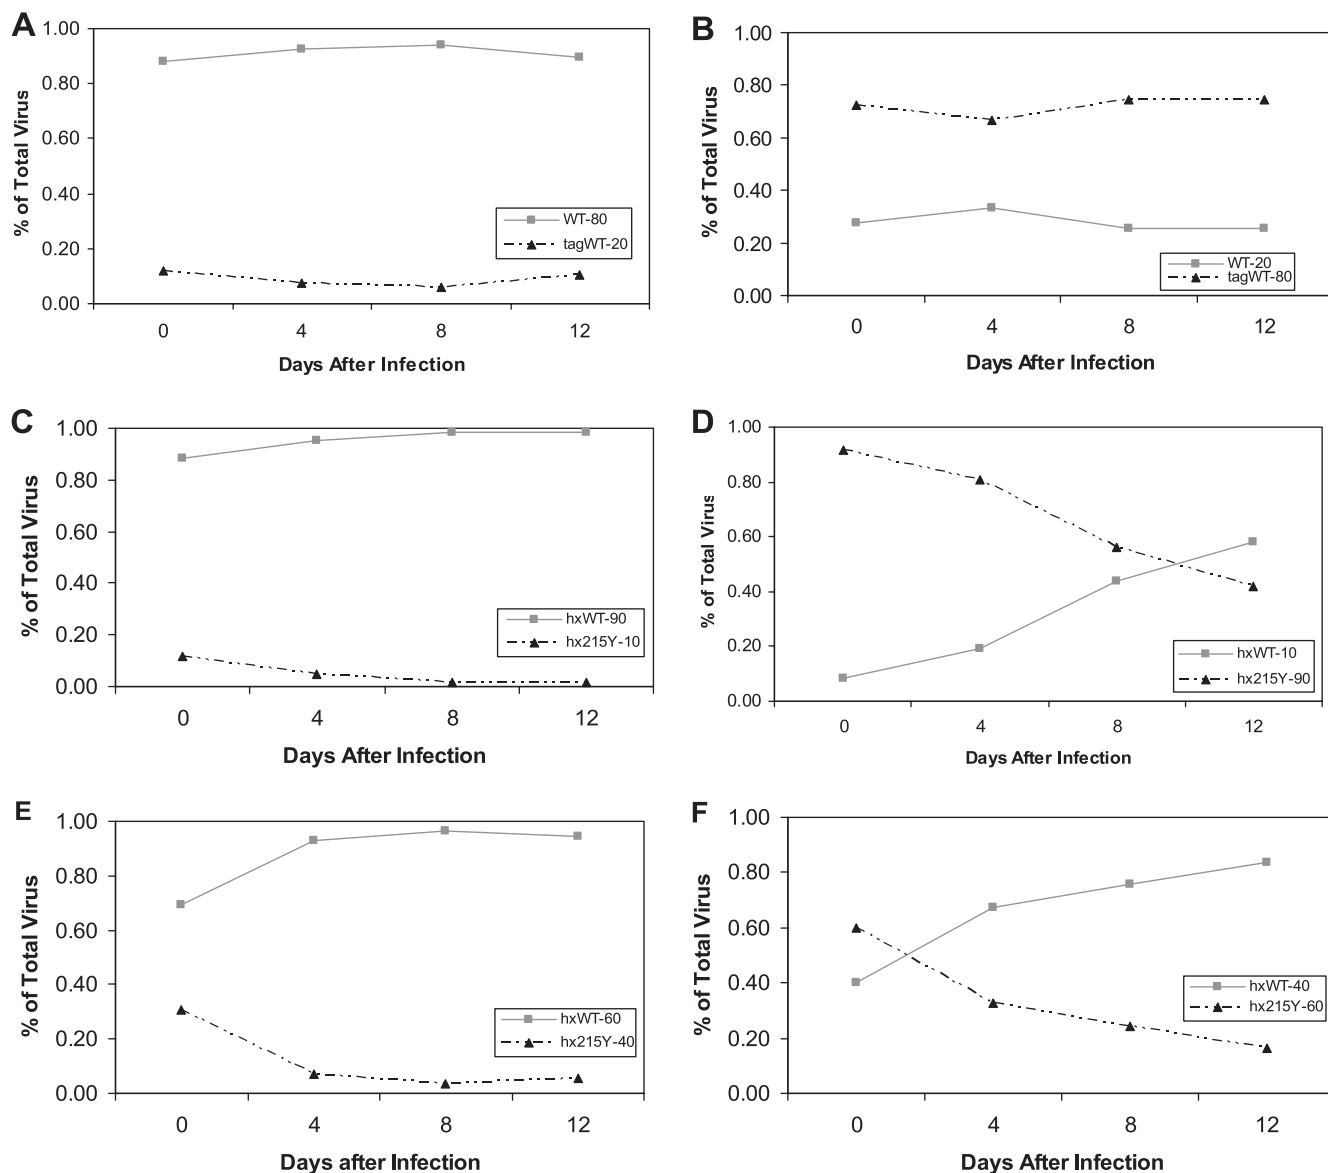 A
% of Total Virus
1.00
0.80
0.60
0.40
0.20
0.00
WT-80
tagWT-20
0 4 8 12
Days After Infection
B
% of Total Virus
1.00
0.80
0.60
0.40
0.20
0.00
WT-20
tagWT-80
0 4 8 12
Days After Infection
C
% of Total Virus
1.00
0.80
0.60
0.40
0.20
0.00
hxWT-90
hx215Y-10
0 4 8 12
Days After Infection
D
% of Total Virus
1.00
0.80
0.60
0.40
0.20
0.00
hxWT-10
hx215Y-90
0 4 8 12
Days After Infection
E
% of Total Virus
1.00
0.80
0.60
0.40
0.20
0.00
hxWT-60
hx215Y-40
0 4 8 12
Days after Infection
F
% of Total Virus
1.00
0.80
0.60
0.40
0.20
0.00
hxWT-40
hx215Y-60
0 4 8 12
Days After Infection